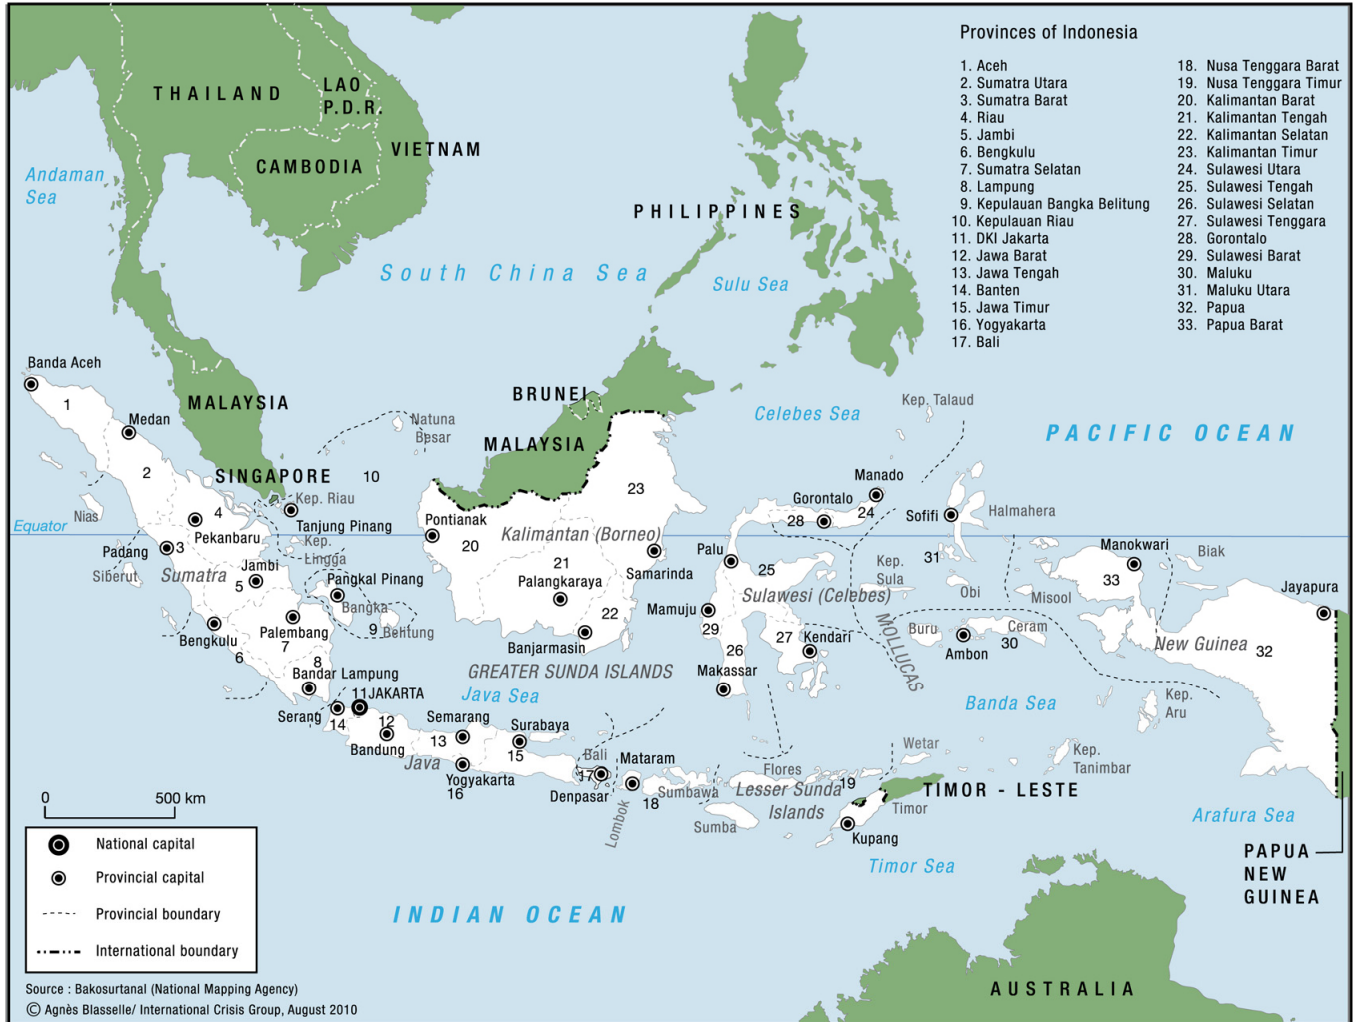 Provinces of Indonesia
1. Aceh
2. Sumatra Utara
3. Sumatra Barat
4. Riau
5. Jambi
6. Bengkulu
7. Sumatra Selatan
8. Lampung
9. Kepulauan Bangka Belitung
10. Kepulauan Riau
11. DKI Jakarta
12. Jawa Barat
13. Jawa Tengah
14. Banten
15. Jawa Timur
16. Yogyakarta
17. Bali
18. Nusa Tenggara Barat
19. Nusa Tenggara Timur
20. Kalimantan Barat
21. Kalimantan Tengah
22. Kalimantan Selatan
23. Kalimantan Timur
24. Sulawesi Utara
25. Sulawesi Tengah
26. Sulawesi Selatan
27. Sulawesi Tenggara
28. Gorontalo
29. Sulawesi Barat
30. Maluku
31. Maluku Utara
32. Papua
33. Papua Barat
THAILAND
LAO
P.D.R.
VIETNAM
CAMBODIA
Andaman
Sea
PHILIPPINES
South China Sea
Sulu Sea
Banda Aceh
1
Medan
2
MALAYSIA
SINGAPORE
BRUNEI
MALAYSIA
Natuna
Besar
10
Celebes Sea
Kep. Talaud
PACIFIC OCEAN
Nias
Equator
4
Pekanbaru
Kep. Riau
Tanjung Pinang
Kep.
Lingga
Padang
3
Siberut
Sumatra
Jambi
5
Pangkal Pinang
Bangka
9
Belitung
Bengkulu
6
Palembang
7
8
Bandar Lampung
Pontianak
20
Kalimantan (Borneo)
23
21
Palangkaraya
Samarinda
22
Banjarmasin
GREATER SUNDA ISLANDS
Java Sea
Manado
Gorontalo
28
24
Palu
25
Sulawesi (Celebes)
Mamuju
29
26
27
Kendari
Makassar
Sofifi
Halmahera
31
Kep.
Sula
Obi
MOLLUCAS
Buru
Ambon
Ceram
30
Misool
Manokwari
33
Biak
Jayapura
New Guinea
32
Kep.
Aru
Banda Sea
Serang
14
11
JAKARTA
12
Bandung
Java
13
Semarang
Yogyakarta
16
Surabaya
15
Bali
17
Denpasar
Mataram
Lombok
18
Sumbawa
Flores
Lesser Sunda
Islands
19
Sumba
Wetar
TIMOR - LESTE
Timor
Kupang
Kep.
Tanimbar
Timor Sea
Arafura Sea
PAPUA
NEW
GUINEA
INDIAN OCEAN
AUSTRALIA
0
500 km
National capital
Provincial capital
Provincial boundary
International boundary
Source : Bakosurtanal (National Mapping Agency)
© Agnès Blasselle/ International Crisis Group, August 2010